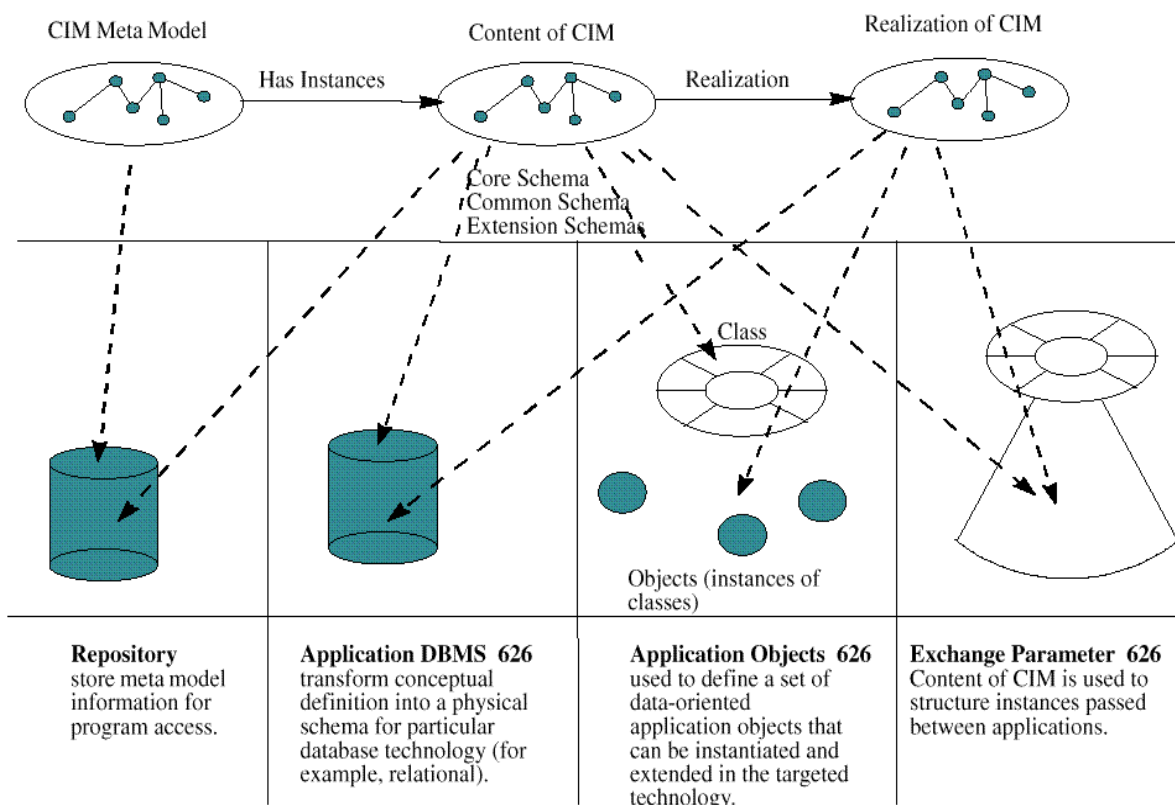 CIM Meta Model
Content of CIM
Realization of CIM
Has Instances
Realization
Core Schema
Common Schema
Extension Schemas
Class
Objects (instances of
classes)
Repository
store meta model
information for
program access.
Application DBMS 626
transform conceptual
definition into a physical
schema for particular
database technology (for
example, relational).
Application Objects 626
used to define a set of
data-oriented
application objects that
can be instantiated and
extended in the targeted
technology.
Exchange Parameter 626
Content of CIM is used to
structure instances passed
between applications.